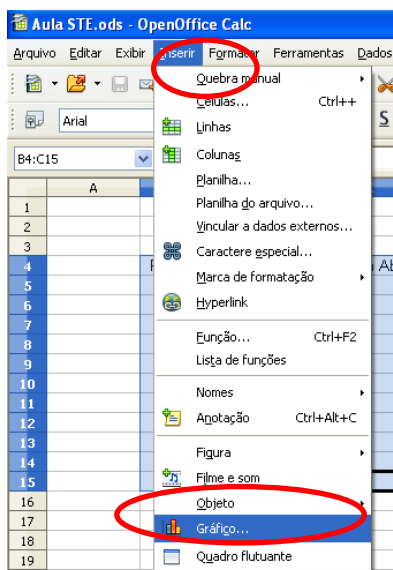 Aula STE.ods - OpenOffice Calc
Arquivo Editar Exibir Inserir Formatar Ferramentas Dados
Quebra manual
Células... Ctrl++
Arial S
Linhas
B4:C15
Colunas
A
Planilha...
1
Planilha do arquivo...
2
Vincular a dados externos...
3
Caractere especial...
4
Marca de formatação
5
6
Hyperlink
7
8
Função... Ctrl+F2
9
Lista de funções
10
Nomes
11
12
Anotação Ctrl+Alt+C
13
Figura
14
Filme e som
15
16
Objeto
17
Gráfico...
18
19
Quadro flutuante